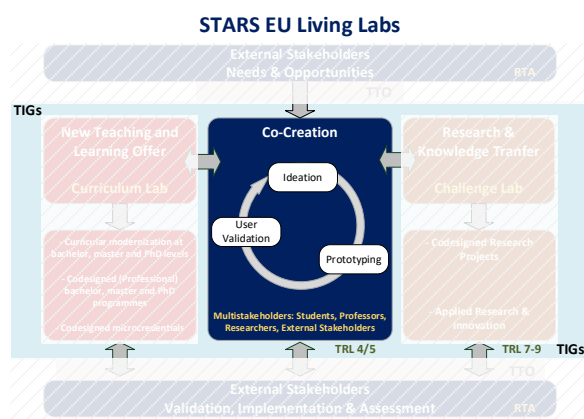 STARS EU Living Labs
External Stakeholders
Needs & Opportunities
RTA
TTO
TIGs
New Teaching and
Learning Offer
Curriculum Lab
Co-Creation
Ideation
User
Validation
Prototyping
Multistakeholders: Students, Professors,
Researchers, External Stakeholders
Research &
Knowledge Tranfer
Challenge Lab
- Curricular modernization at
bachelor, master and PhD levels
- Codesigned (Professional)
bachelor, master and PhD
programmes
- Codesigned microcredentials
- Codesigned Research
Projects
- Applied Research &
Innovation
TRL 4/5
TRL 7-9
TIGs
TTO
External Stakeholders
Validation, Implementation & Assessment
RTA